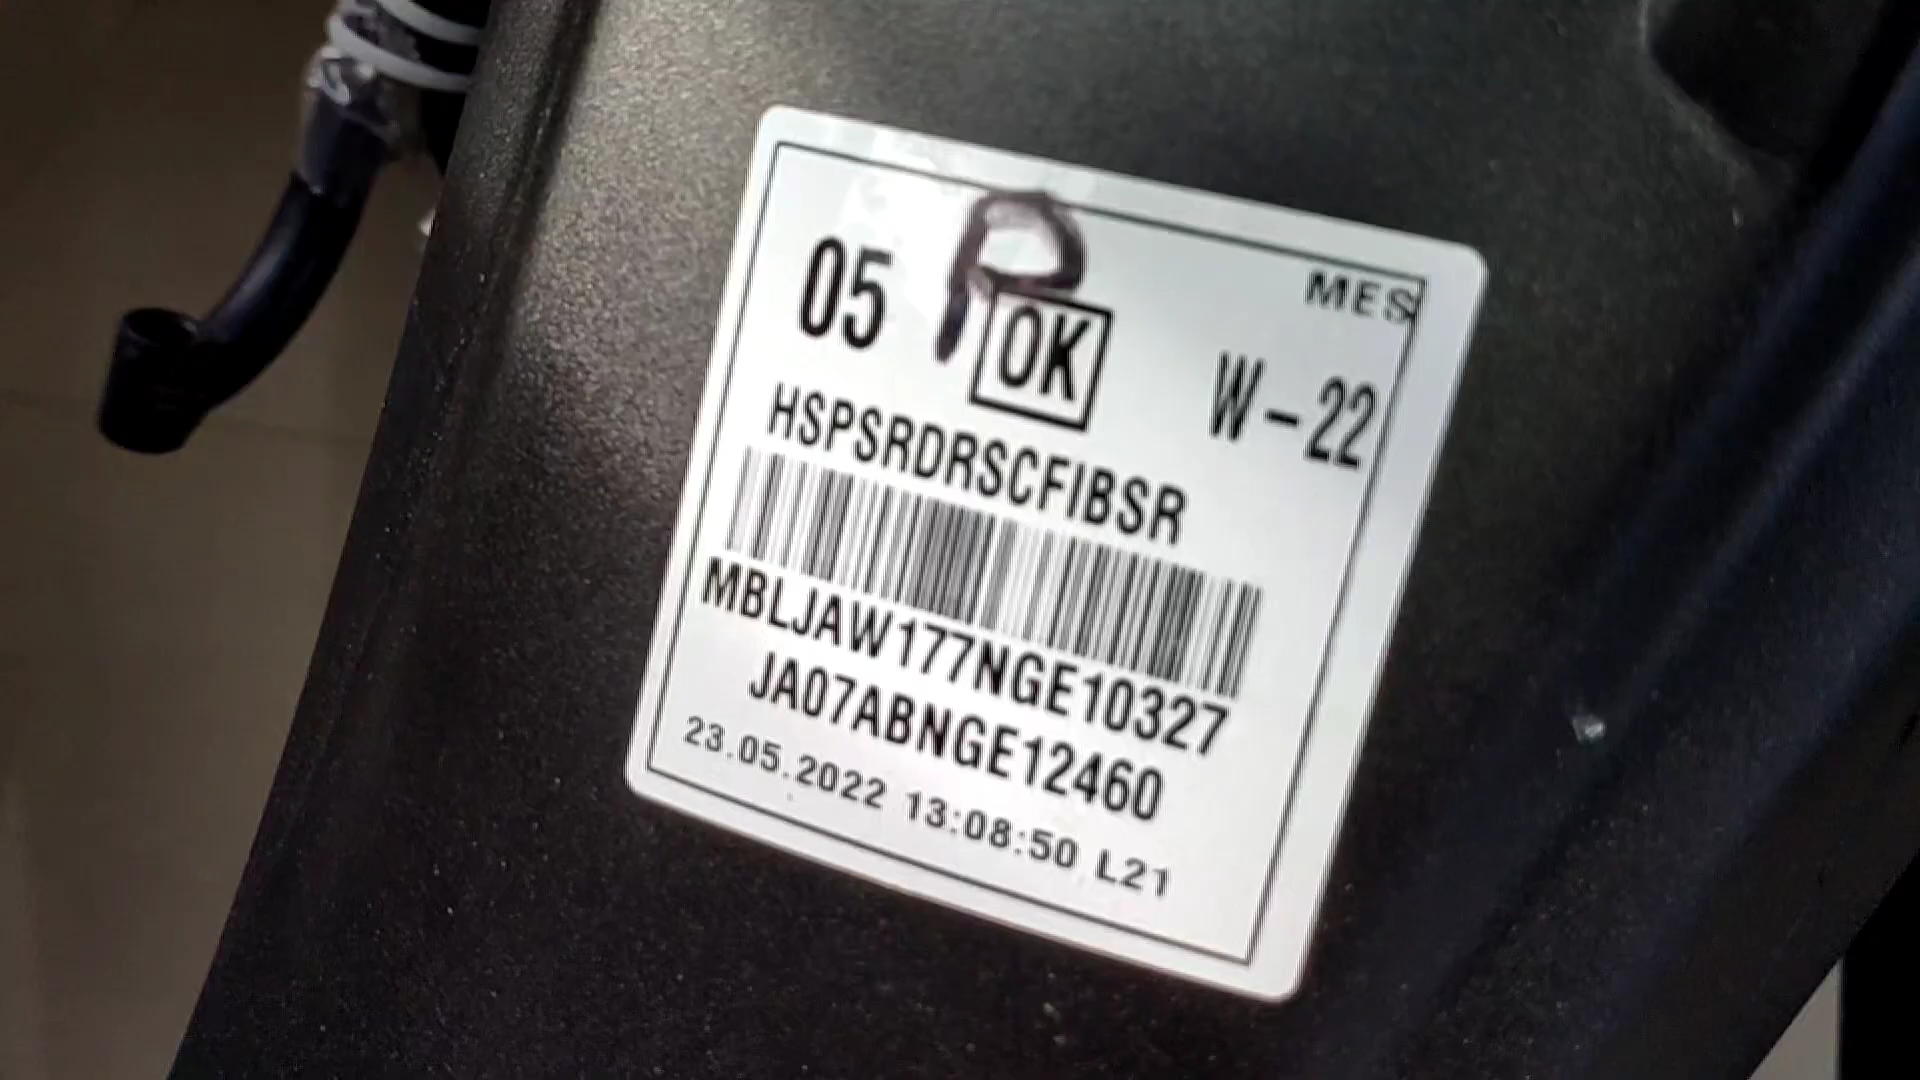 MES
05 P OK W-22
HSPSRDRSCFIBSR
MBLJAW177NGE10327
JA07ABNGE12460
23.05.2022 13:08:50 L21